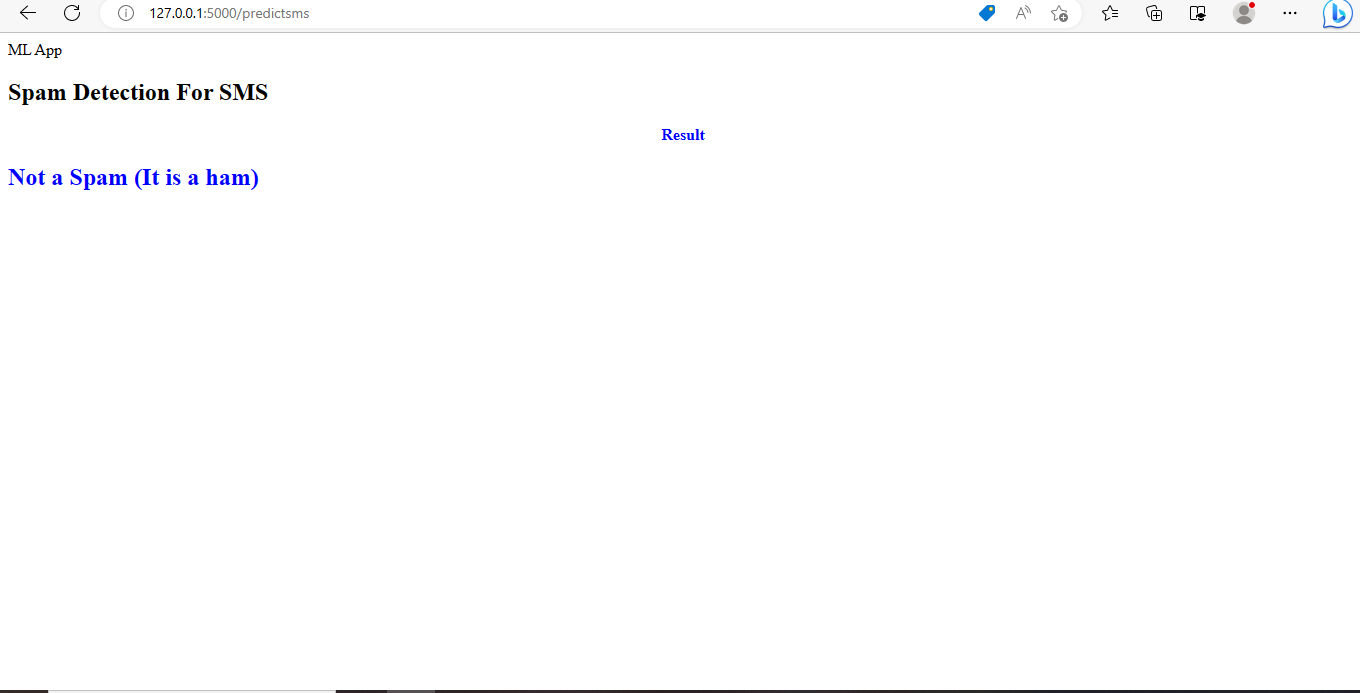 127.0.0.1:5000/predictsms
ML App
Spam Detection For SMS
Result
Not a Spam (It is a ham)